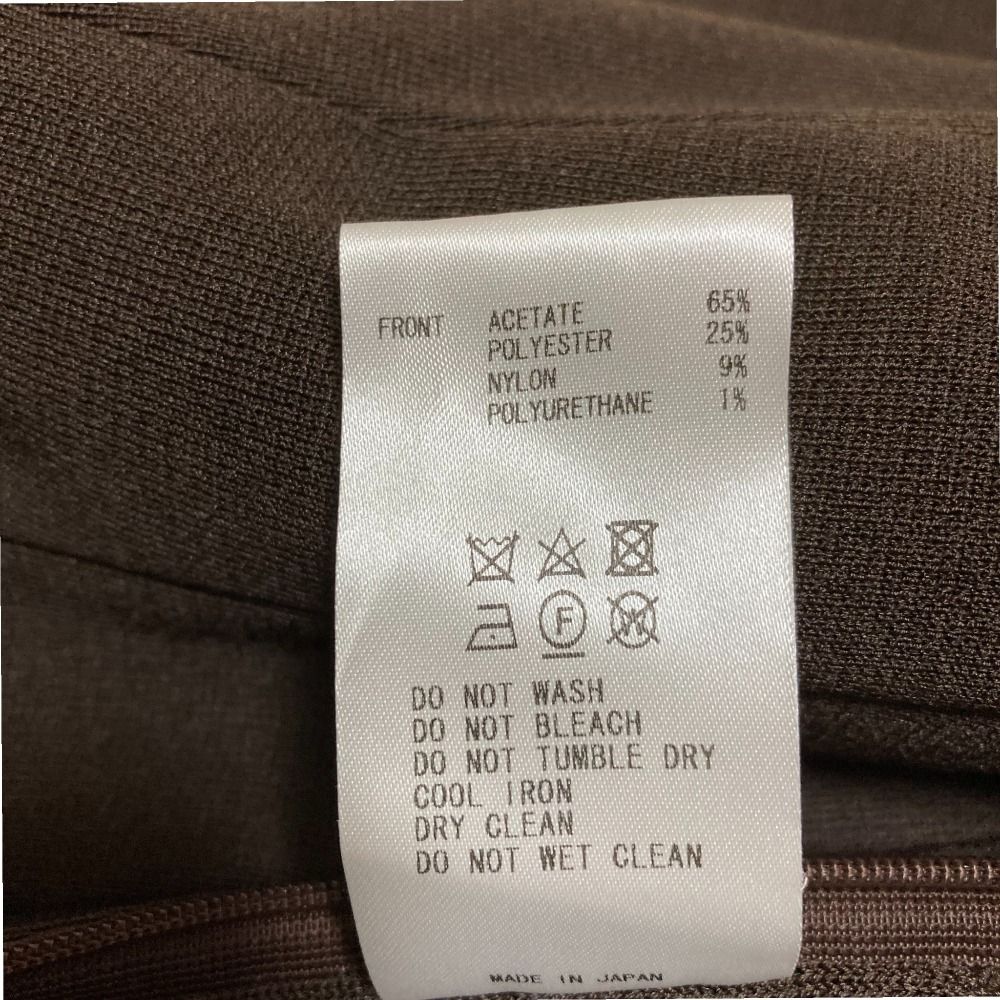 FRONT ACETATE 65%
POLYESTER 25%
NYLON 9%
POLYURETHANE 1%
F
W
DO NOT WASH
DO NOT BLEACH
DO NOT TUMBLE DRY
COOL IRON
DRY CLEAN
DO NOT WET CLEAN
MADE IN JAPAN